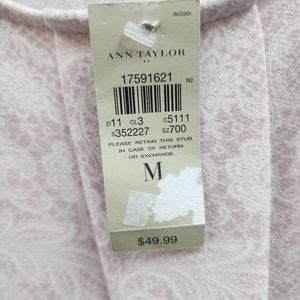 ANN TAYLOR
17591621 N2
D11 CL3 C5111
S352227 SZ700
PLEASE RETAIN THIS STUB
IN CASE OF RETURN
OR EXCHANGE.
M
$49.99